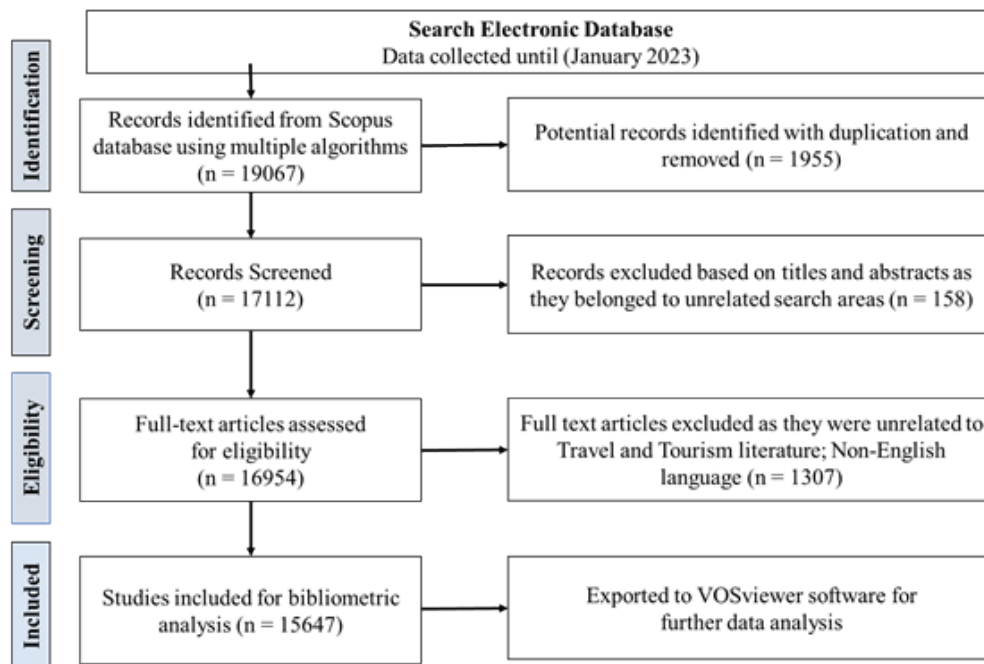 Search Electronic Database
Data collected until (January 2023)
Identification
Records identified from Scopus
database using multiple algorithms
(n = 19067)
Potential records identified with duplication and
removed (n = 1955)
Screening
Records Screened
(n = 17112)
Records excluded based on titles and abstracts as
they belonged to unrelated search areas (n = 158)
Eligibility
Full-text articles assessed
for eligibility
(n = 16954)
Full text articles excluded as they were unrelated to
Travel and Tourism literature; Non-English
language (n = 1307)
Included
Studies included for bibliometric
analysis (n = 15647)
Exported to VOSviewer software for
further data analysis